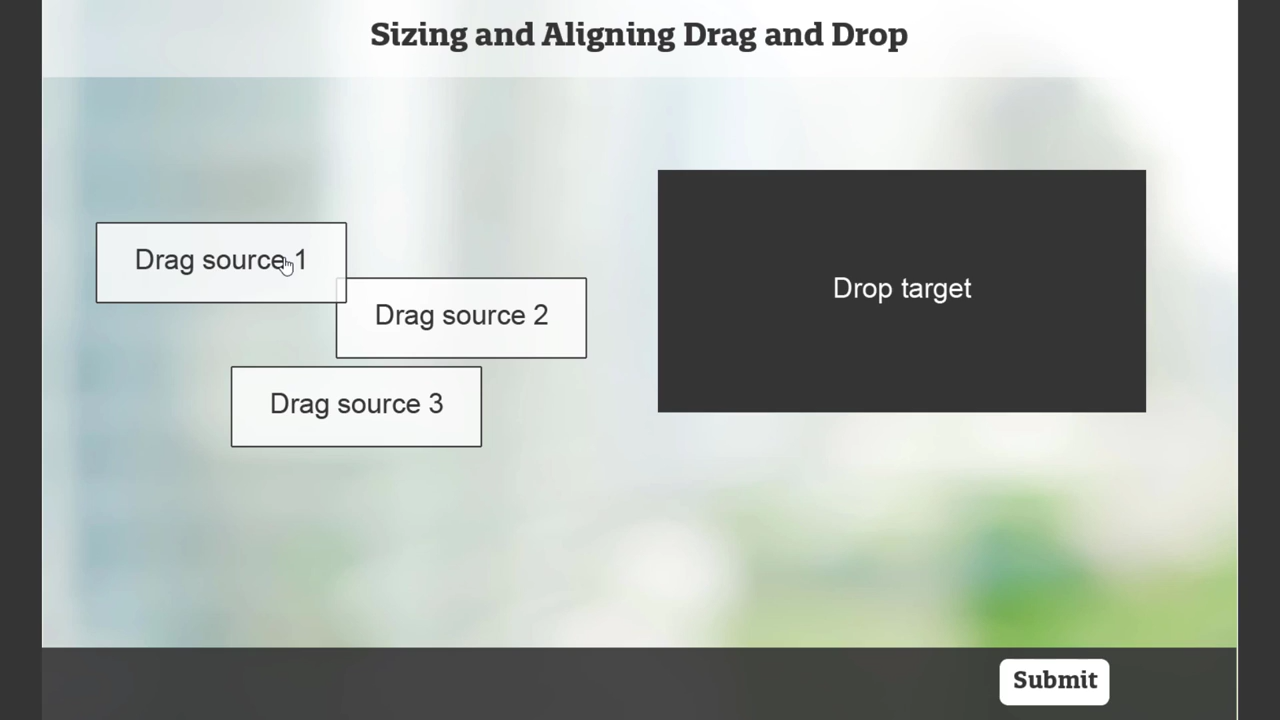 Sizing and Aligning Drag and Drop
Drag source 1
Drag source 2
Drag source 3
Drop target
Submit